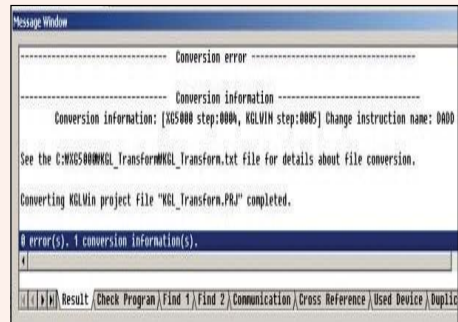 Message Window
------------------------------ Conversion error ----------------------------------
------------------------------ Conversion information -----------------------------
Conversion information: [XG5000 step:0004, KGLWIN step:0005] Change instruction name: DADD
See the C:₩XG5000₩KGL_Transform₩KGL_Transform.txt file for details about file conversion.
Converting KGLWin project file "KGL_Transform.PRJ" completed.
0 error(s). 1 conversion information(s).
Result / Check Program / Find 1 / Find 2 / Communication / Cross Reference / Used Device / Duplic